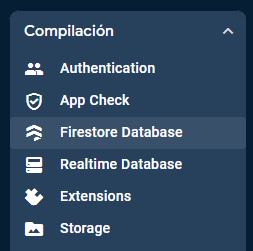 Compilación
Authentication
App Check
Firestore Database
Realtime Database
Extensions
Storage